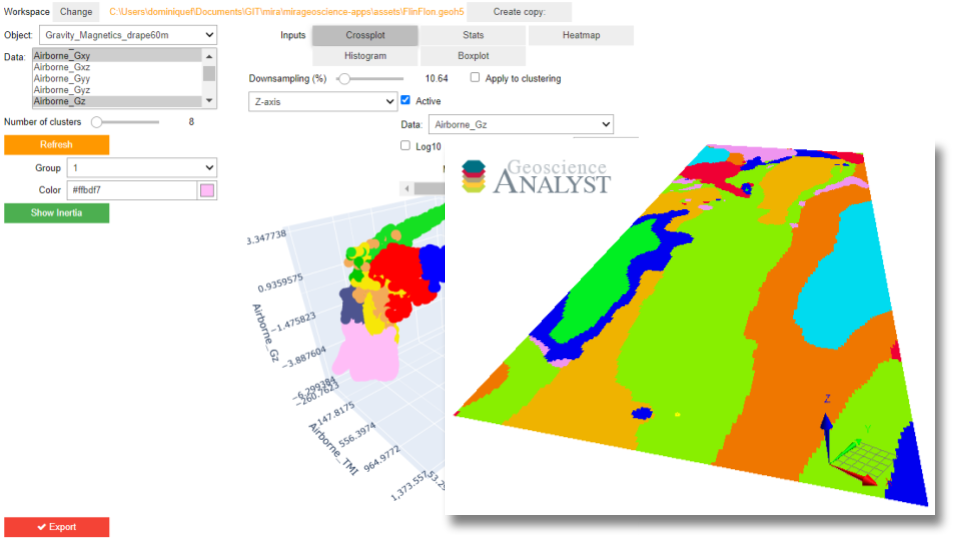 Workspace Change C:\Users\dominiquef\Documents\GIT\mira\mirageoscience-apps\assets\FlinFlon.geoh5 Create copy:
Object: Gravity_Magnetics_drape60m
Data: Airborne_Gxy
Airborne_Gxz
Airborne_Gyy
Airborne_Gyz
Airborne_Gz
Number of clusters 8
Refresh
Group 1
Color #ffbdf7
Show Inertia
Export
Inputs Crossplot Stats Heatmap
Histogram Boxplot
Downsampling (%) 10.64 Apply to clustering
Z-axis Active
Data: Airborne_Gz
Log10
Geoscience
ANALYST
3.347738
0.9359575
−1.475823
−3.887604
−6.299384
Airborne_Gz
−260.7623
147.8175
556.3974
964.9772
1,373.557
Airborne_TMI
Z
Y